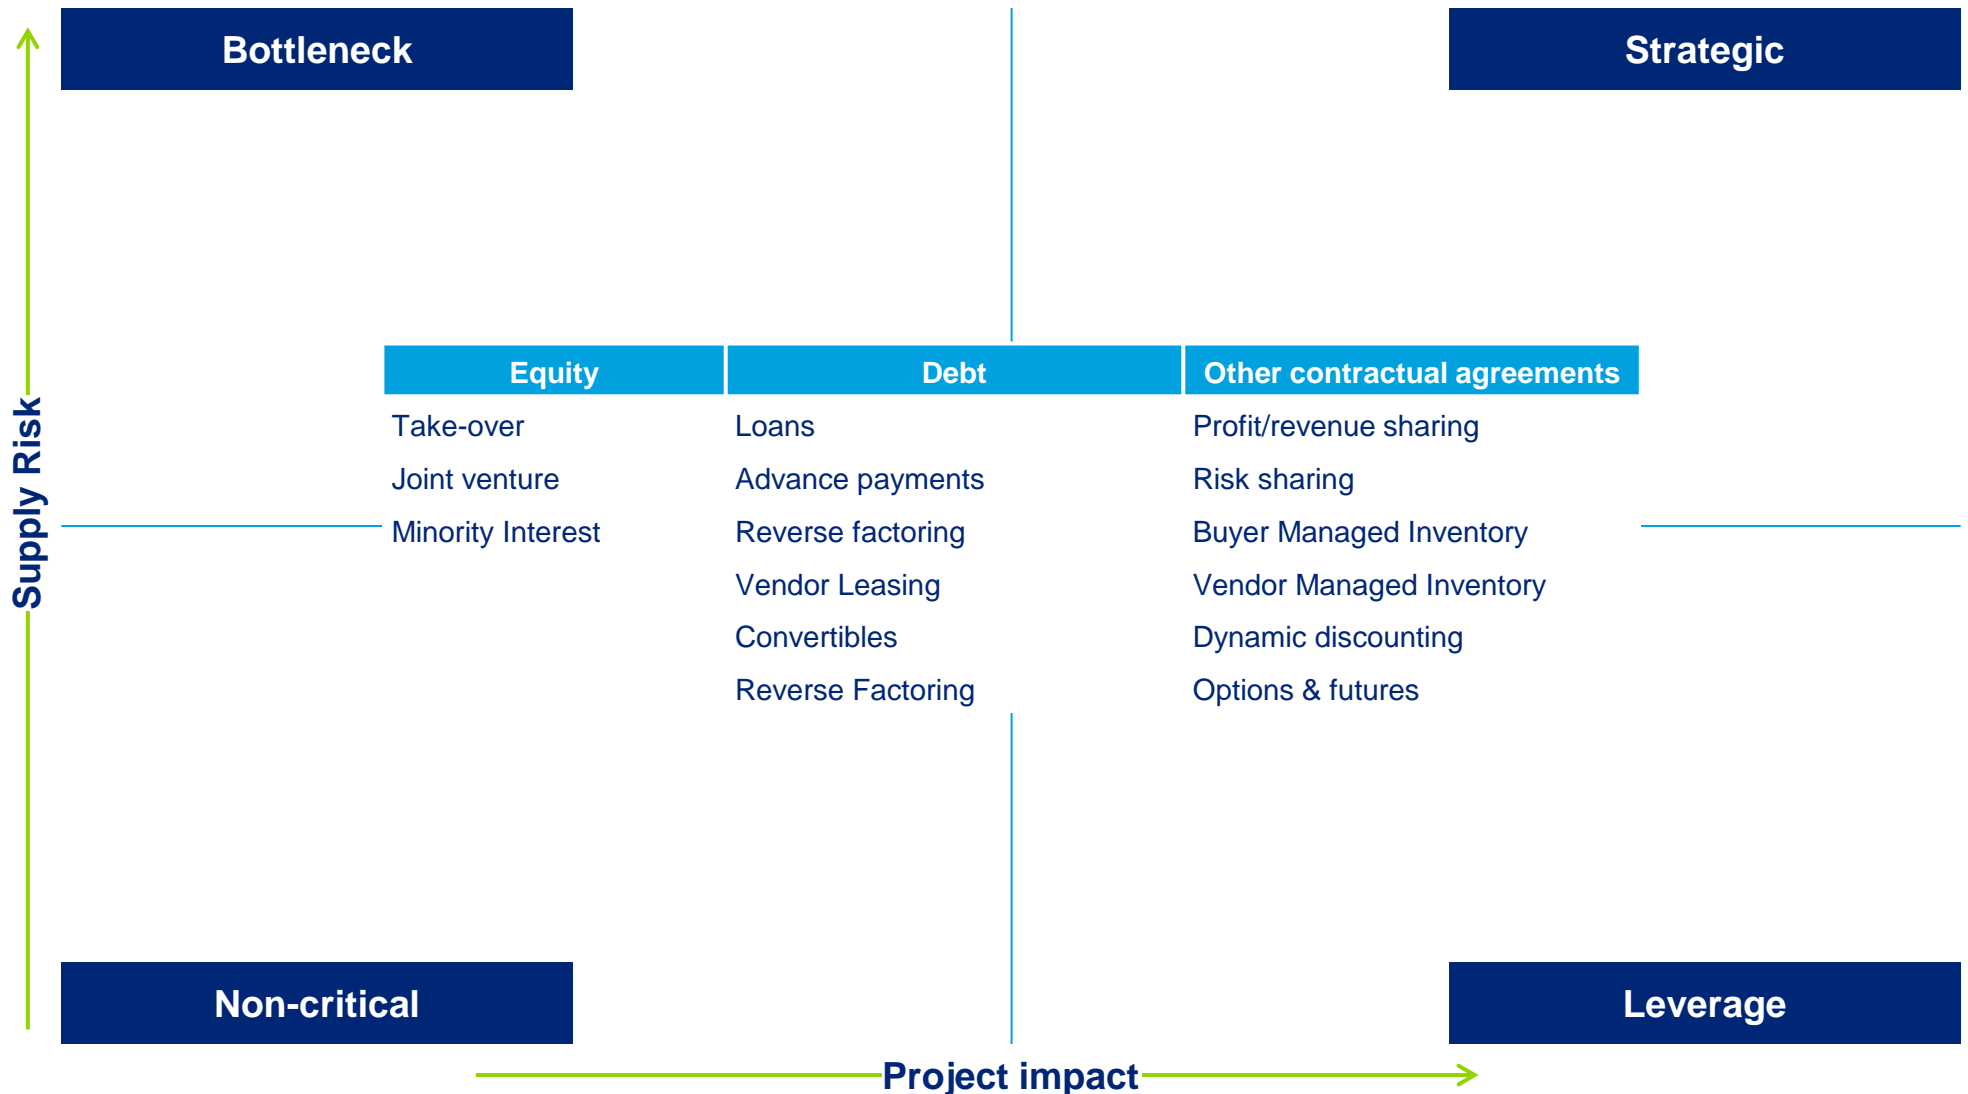 Bottleneck
Strategic
Supply Risk
Equity Debt Other contractual agreements
Take-over Loans Profit/revenue sharing
Joint venture Advance payments Risk sharing
Minority Interest Reverse factoring Buyer Managed Inventory
Vendor Leasing Vendor Managed Inventory
Convertibles Dynamic discounting
Reverse Factoring Options & futures
Non-critical
Leverage
Project impact